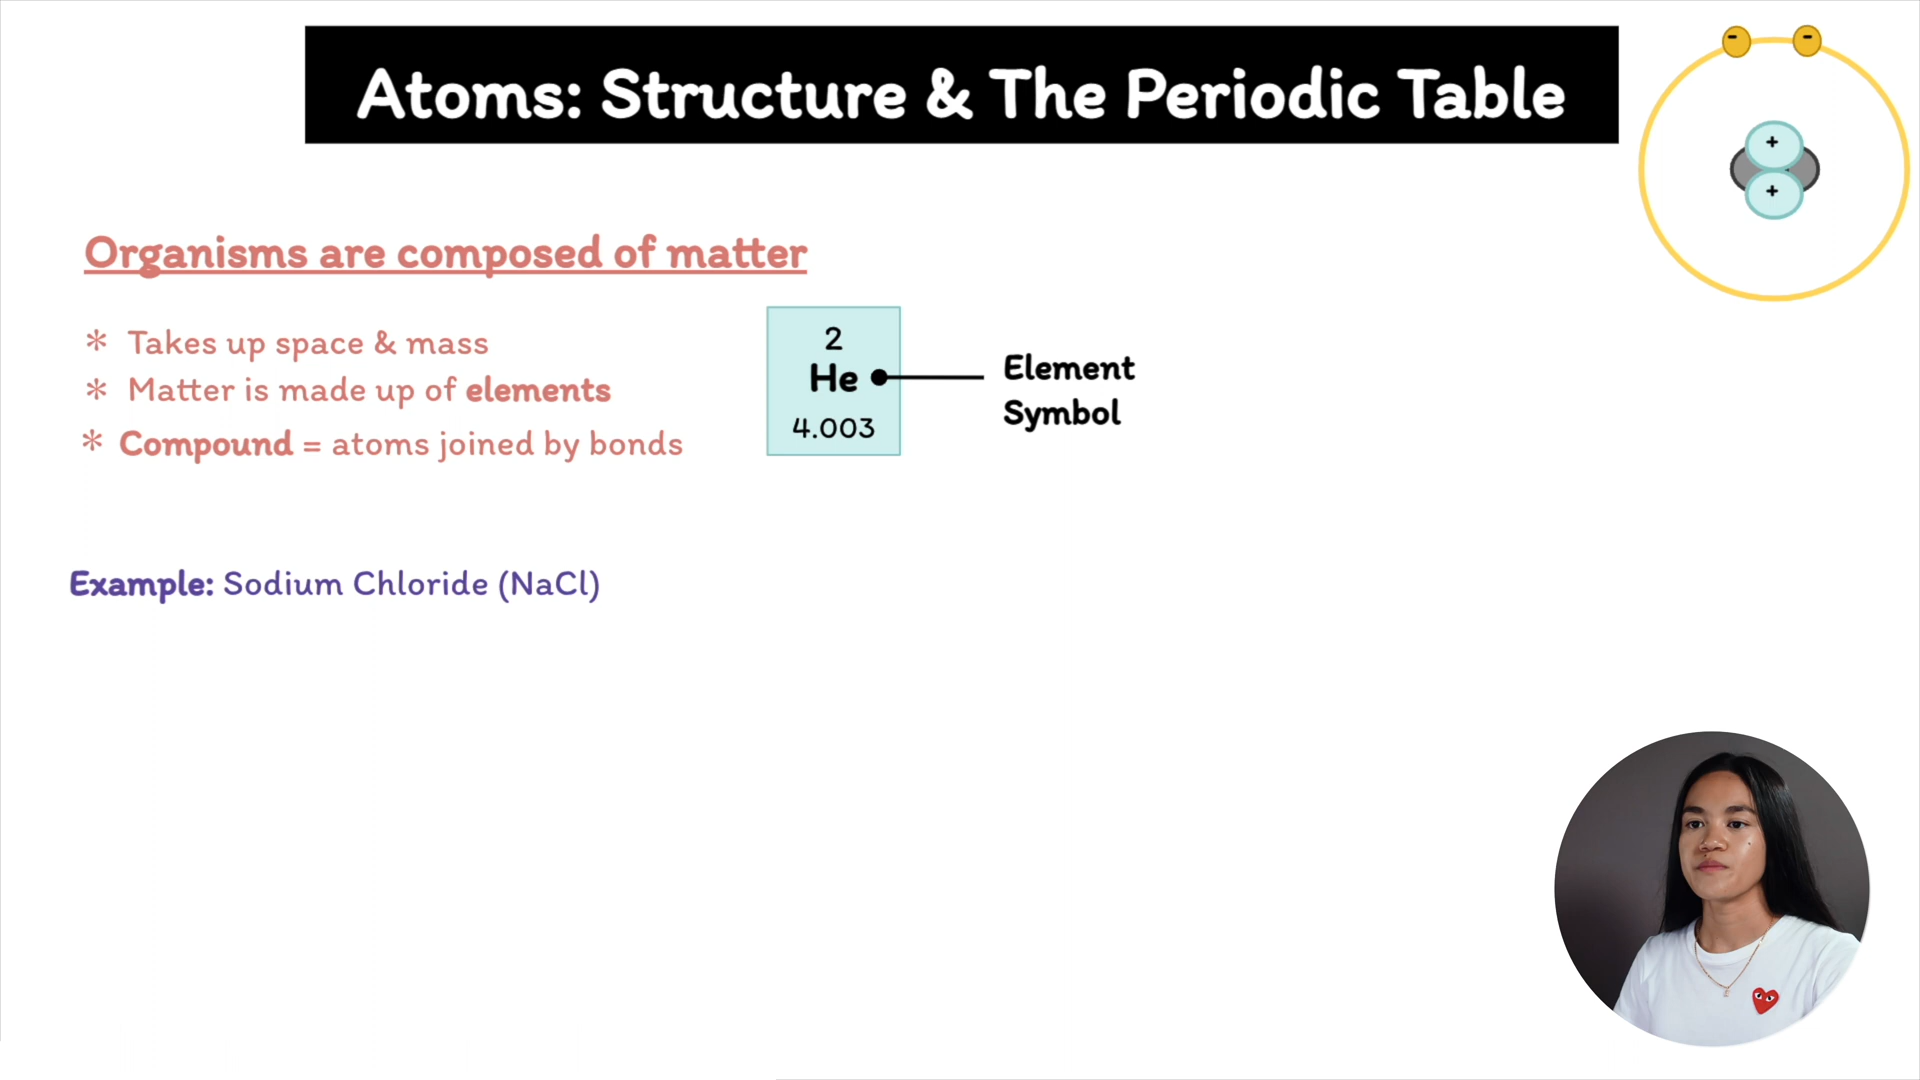 Atoms: Structure & The Periodic Table
- -
+
+
Organisms are composed of matter
* Takes up space & mass
* Matter is made up of elements
* Compound = atoms joined by bonds
2
He
4.003
Element
Symbol
Example: Sodium Chloride (NaCl)